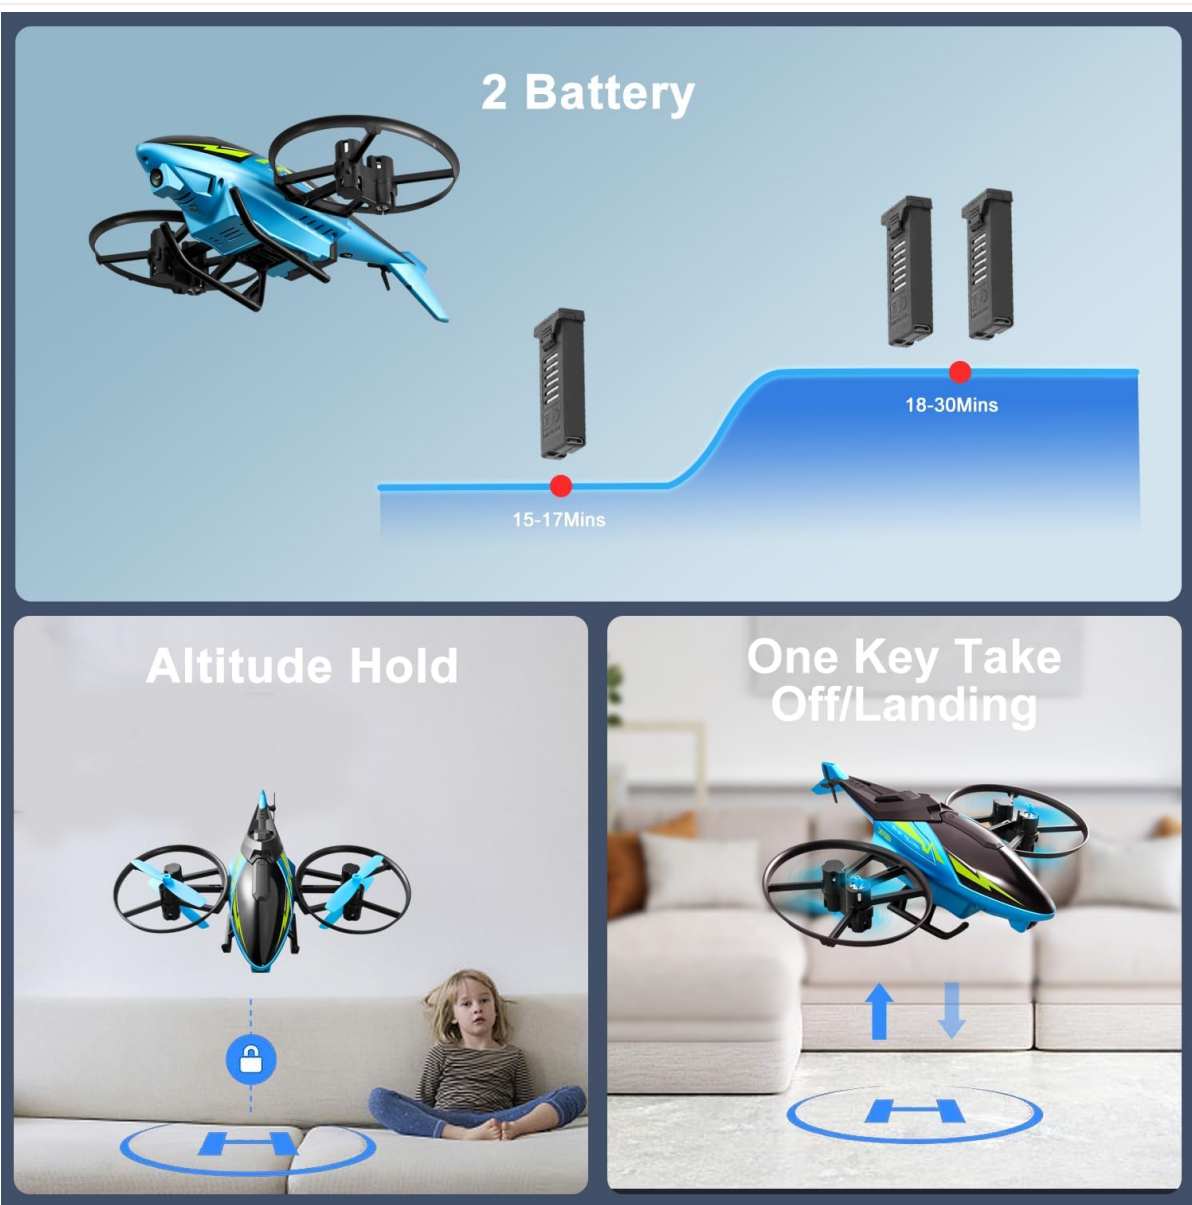 2 Battery
18-30Mins
15-17Mins
Altitude Hold
One Key Take
Off/Landing